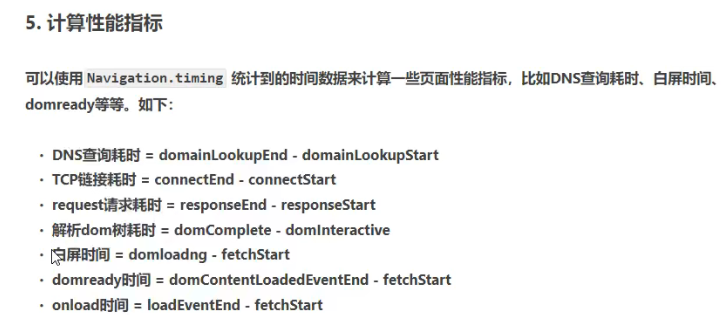 5. 计算性能指标
可以使用 Navigation.timing 统计到的时间数据来计算一些页面性能指标，比如DNS查询耗时、白屏时间、
domready等等。如下：
• DNS查询耗时 = domainLookupEnd - domainLookupStart
• TCP链接耗时 = connectEnd - connectStart
• request请求耗时 = responseEnd - responseStart
• 解析dom树耗时 = domComplete - domInteractive
• 白屏时间 = domloadng - fetchStart
• domready时间 = domContentLoadedEventEnd - fetchStart
• onload时间 = loadEventEnd - fetchStart